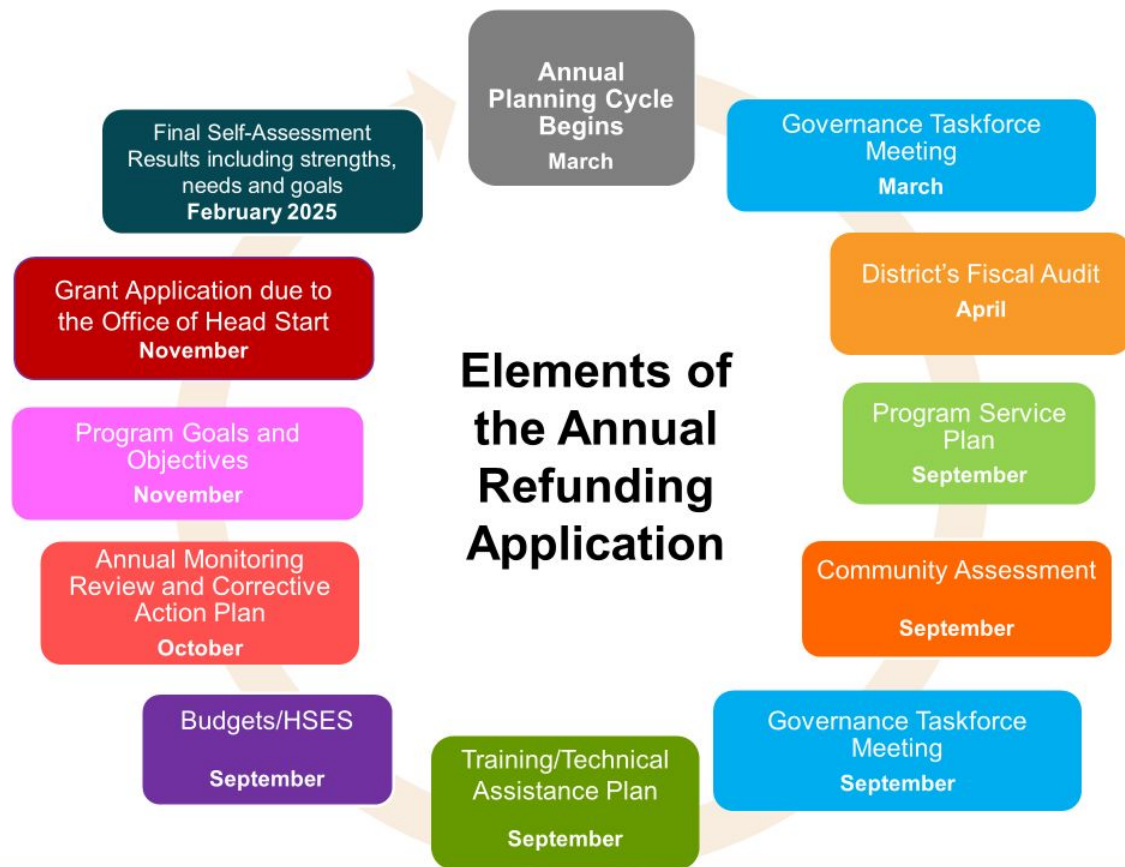 Annual
Planning Cycle
Begins
March
Governance Taskforce
Meeting
March
District's Fiscal Audit
April
Program Service
Plan
September
Community Assessment
September
Governance Taskforce
Meeting
September
Training/Technical
Assistance Plan
September
Budgets/HSES
September
Annual Monitoring
Review and Corrective
Action Plan
October
Program Goals and
Objectives
November
Grant Application due to
the Office of Head Start
November
Final Self-Assessment
Results including strengths,
needs and goals
February 2025
Elements of
the Annual
Refunding
Application